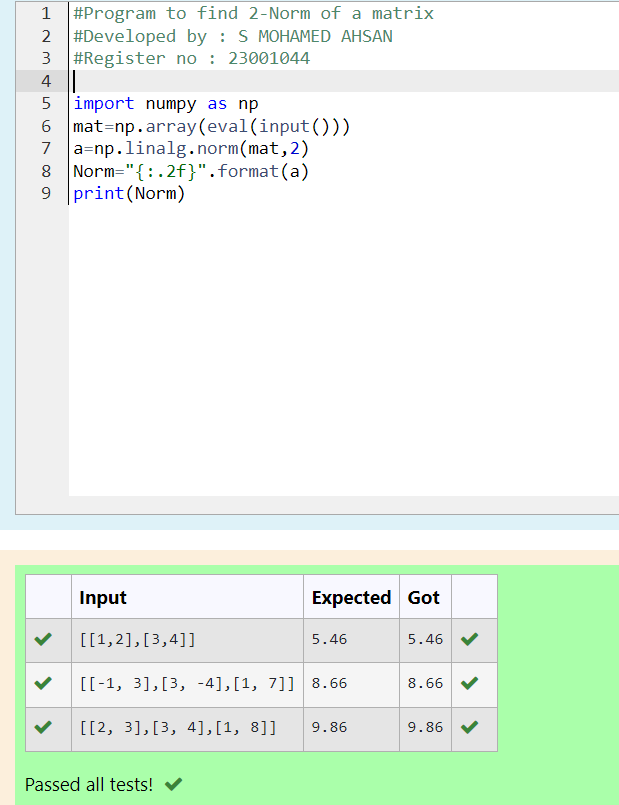 1 #Program to find 2-Norm of a matrix
2 #Developed by : S MOHAMED AHSAN
3 #Register no : 23001044
4
5 import numpy as np
6 mat=np.array(eval(input()))
7 a=np.linalg.norm(mat,2)
8 Norm="{:.2f}".format(a)
9 print(Norm)
Input Expected Got
[[1,2],[3,4]] 5.46 5.46
[[-1, 3],[3, -4],[1, 7]] 8.66 8.66
[[2, 3],[3, 4],[1, 8]] 9.86 9.86
Passed all tests!